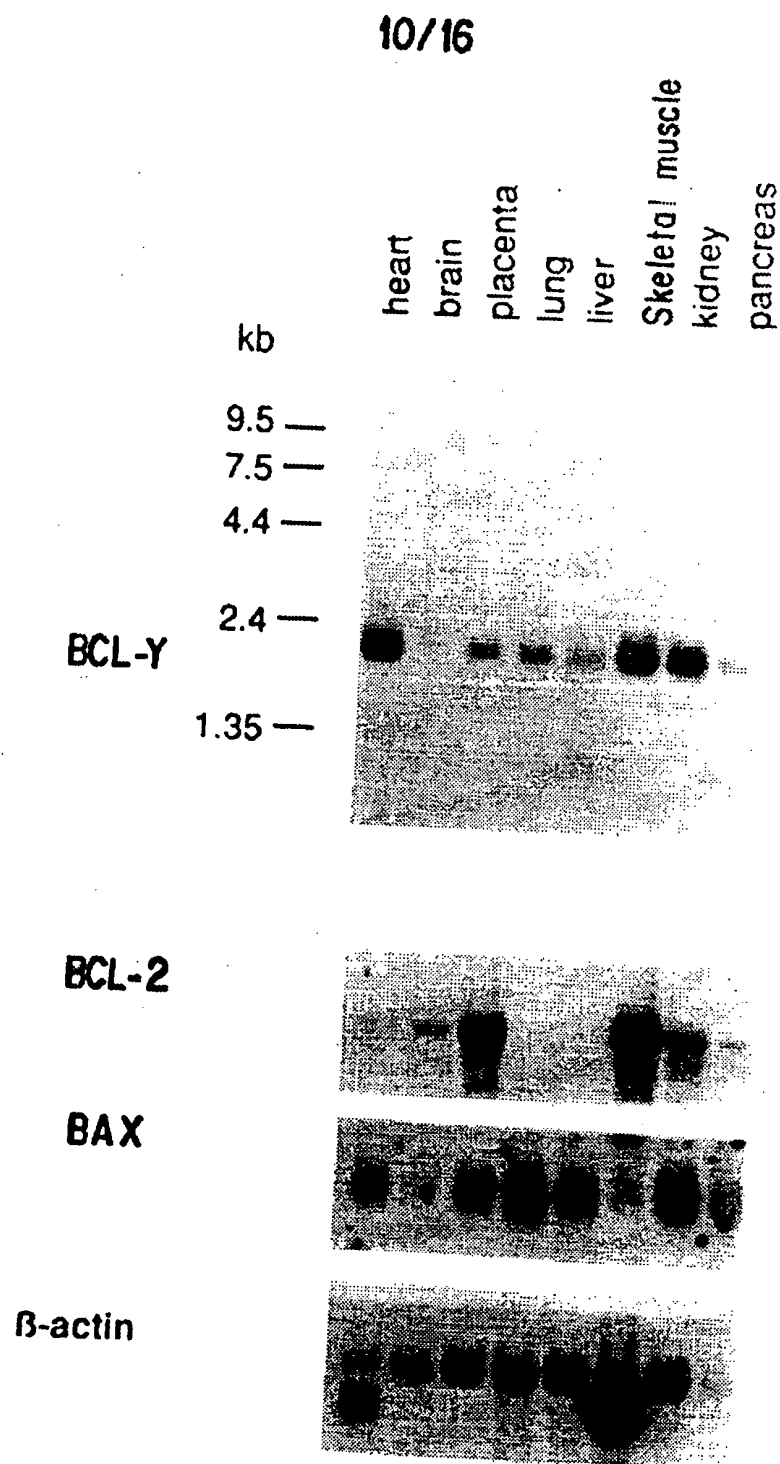 10/16
heart
brain
placenta
lung
liver
Skeletal muscle
kidney
pancreas
kb
9.5
7.5
4.4
2.4
BCL-Y
1.35
BCL-2
BAX
ß-actin